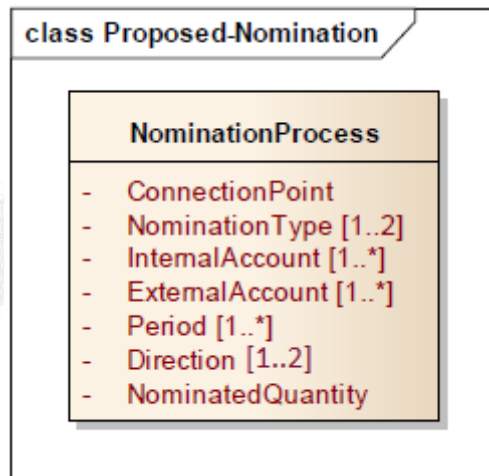 class Proposed-Nomination
NominationProcess
- ConnectionPoint
- NominationType [1..2]
- InternalAccount [1..*]
- ExternalAccount [1..*]
- Period [1..*]
- Direction [1..2]
- NominatedQuantity